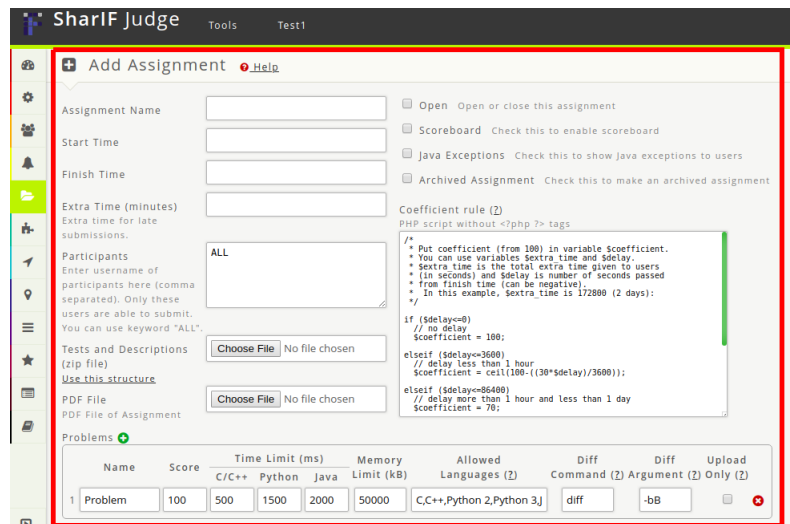 SharIF Judge
Tools
Test1
Add Assignment
Help
Assignment Name
Start Time
Finish Time
Extra Time (minutes)
Extra time for late
submissions.
Participants
Enter username of
participants here (comma
separated). Only these
users are able to submit.
You can use keyword "ALL".
ALL
Tests and Descriptions
(zip file)
Use this structure
Choose File No file chosen
PDF File
PDF File of Assignment
Choose File No file chosen
Open Open or close this assignment
Scoreboard Check this to enable scoreboard
Java Exceptions Check this to show Java exceptions to users
Archived Assignment Check this to make an archived assignment
Coefficient rule (?)
PHP script without <?php ?> tags
/*
* Put coefficient (from 100) in variable $coefficient.
* You can use variables $extra_time and $delay.
* $extra_time is the total extra time given to users
* (in seconds) and $delay is number of seconds passed
* from finish time (can be negative).
* In this example, $extra_time is 172800 (2 days):
*/
if ($delay<=0)
// no delay
$coefficient = 100;
elseif ($delay<=3600)
// delay less than 1 hour
$coefficient = ceil(100-((30*$delay)/3600));
elseif ($delay<=86400)
// delay more than 1 hour and less than 1 day
$coefficient = 70;
Problems
Name
Score
Time Limit (ms)
C/C++ Python Java
Memory
Limit (kB)
Allowed
Languages (?)
Diff
Command (?)
Diff
Argument (?)
Upload
Only (?)
1 Problem 100 500 1500 2000 50000 C,C++,Python 2,Python 3,J diff -bB